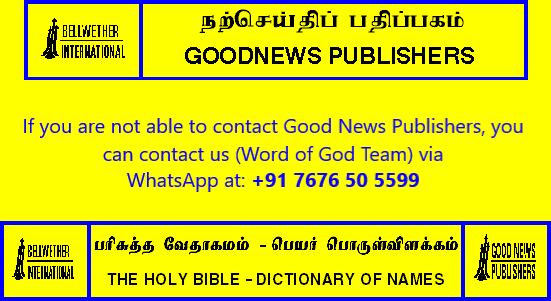 நற்செய்திப் பதிப்பகம்
BELLWETHER
INTERNATIONAL
GOODNEWS PUBLISHERS
If you are not able to contact Good News Publishers, you
can contact us (Word of God Team) via
WhatsApp at: +91 7676 50 5599
பரிசுத்த வேதாகமம் - பெயர் பொருள்விளக்கம்
BELLWETHER
INTERNATIONAL
GOOD NEWS
PUBLISHERS
THE HOLY BIBLE - DICTIONARY OF NAMES